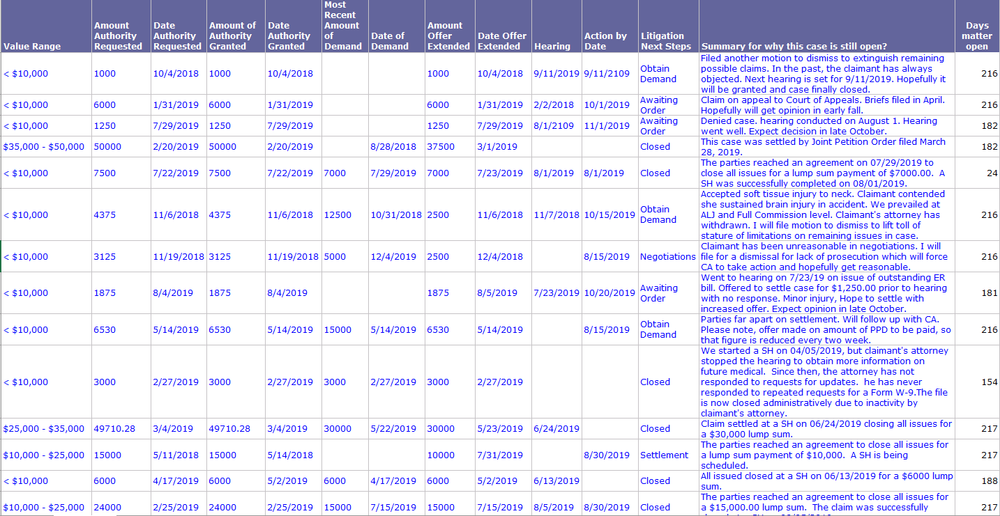 Value Range Amount Authority Requested Date Authority Requested Amount of Authority Granted Date Authority Granted Most Recent Amount of Demand Date of Demand Amount Offer Extended Date Offer Extended Hearing Action by Date Litigation Next Steps Summary for why this case is still open? Days matter open
< $10,000 1000 10/4/2018 1000 10/4/2018 1000 10/4/2018 9/11/2019 9/11/2109 Obtain Demand
Filed another motion to dismiss to extinguish remaining
possible claims. In the past, the claimant has always
objected. Next hearing is set for 9/11/2019. Hopefully it
will be granted and case finally closed.
216
< $10,000 6000 1/31/2019 6000 1/31/2019 6000 1/31/2019 2/2/2018 10/1/2019 Awaiting Order
Claim on appeal to Court of Appeals. Briefs filed in April.
Hopefully will get opinion in early fall.
216
< $10,000 1250 7/29/2019 1250 7/29/2019 1250 7/29/2019 8/1/2109 11/1/2019 Awaiting Order
Denied case. hearing conducted on August 1. Hearing
went well. Expect decision in late October.
182
$35,000 - $50,000 50000 2/20/2019 50000 2/20/2019 8/28/2018 37500 3/1/2019 Closed
This case was settled by Joint Petition Order filed March
28, 2019.
182
< $10,000 7500 7/22/2019 7500 7/22/2019 7000 7/29/2019 7000 7/23/2019 8/1/2019 8/1/2019 Closed
The parties reached an agreement on 07/29/2019 to
close all issues for a lump sum payment of $7000.00. A
SH was successfully completed on 08/01/2019.
24
< $10,000 4375 11/6/2018 4375 11/6/2018 12500 10/31/2018 2500 11/6/2018 11/7/2018 10/15/2019 Obtain Demand
Accepted soft tissue injury to neck. Claimant contended
she sustained brain injury in accident. We prevailed at
ALJ and Full Commission level. Claimant's attorney has
withdrawn. I will file motion to dismiss to lift toll of
stature of limitations on remaining issues in case.
216
< $10,000 3125 11/19/2018 3125 11/19/2018 5000 12/4/2019 2500 12/4/2018 8/15/2019 Negotiations
Claimant has been unreasonable in negotiations. I will
file for a dismissal for lack of prosecution which will force
CA to take action and hopefully get reasonable.
216
< $10,000 1875 8/4/2019 1875 8/4/2019 1875 8/5/2019 7/23/2019 10/20/2019 Awaiting Order
Went to hearing on 7/23/19 on issue of outstanding ER
bill. Offered to settle case for $1,250.00 prior to hearing
with no response. Minor injury, Hope to settle with
increased offer. Expect opinion in late October.
181
< $10,000 6530 5/14/2019 6530 5/14/2019 15000 5/14/2019 6530 5/14/2019 8/15/2019 Obtain Demand
Parties far apart on settlement. Will follow up with CA.
Please note, offer made on amount of PPD to be paid, so
that figure is reduced every two week.
216
< $10,000 3000 2/27/2019 3000 2/27/2019 3000 2/27/2019 3000 2/27/2019 Closed
We started a SH on 04/05/2019, but claimant's attorney
stopped the hearing to obtain more information on
future medical. Since then, the attorney has not
responded to requests for updates. he has never
responded to repeated requests for a Form W-9.The file
is now closed administratively due to inactivity by
claimant's attorney.
154
$25,000 - $35,000 49710.28 3/4/2019 49710.28 3/4/2019 30000 5/22/2019 30000 5/23/2019 6/24/2019 Closed
Claim settled at a SH on 06/24/2019 closing all issues for
a $30,000 lump sum.
217
$10,000 - $25,000 15000 5/11/2018 15000 5/14/2018 10000 7/31/2019 8/30/2019 Settlement
The parties reached an agreement to close all issues for
a lump sum payment of $10,000. A SH is being
scheduled.
217
< $10,000 6000 4/17/2019 6000 5/2/2019 6000 4/17/2019 6000 5/2/2019 6/13/2019 Closed
All issued closed at a SH on 06/13/2019 for a $6000 lump
sum.
188
$10,000 - $25,000 24000 2/25/2019 24000 2/25/2019 15000 7/15/2019 15000 7/15/2019 8/5/2019 8/30/2019 Closed
The parties reached an agreement to close all issues for
a $15,000.00 lump sum. The claim was successfully
217